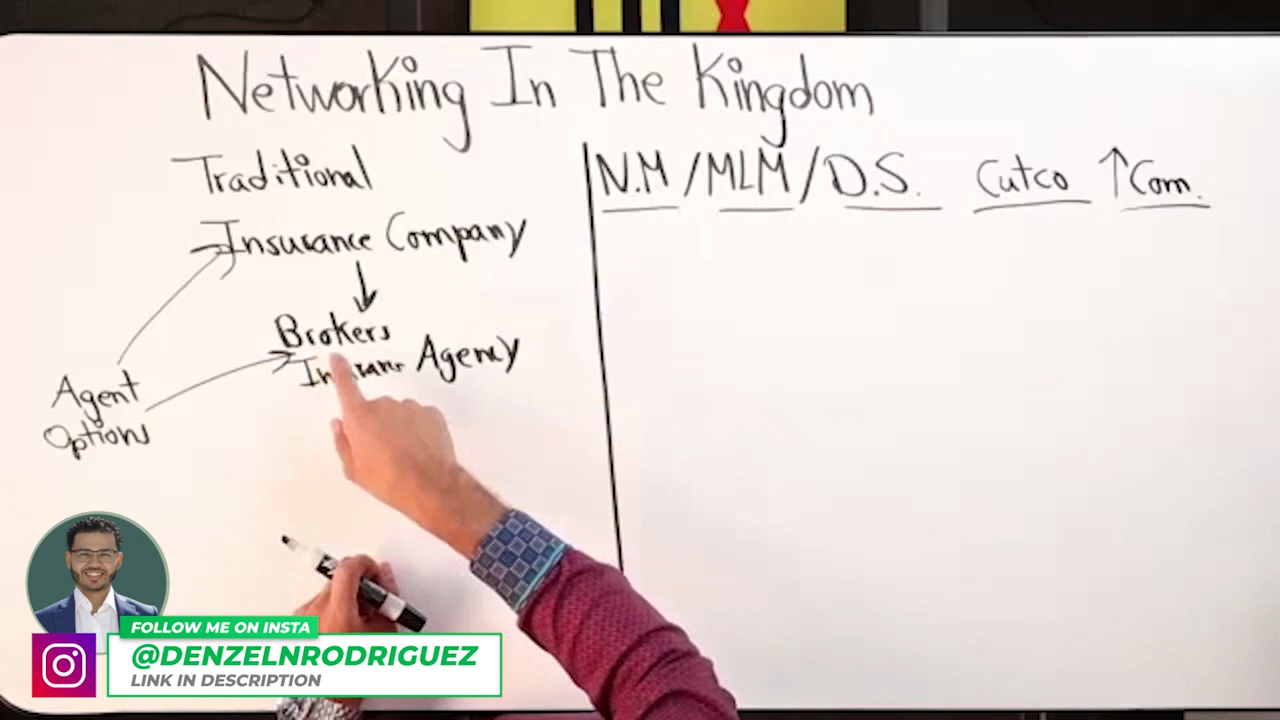 Networking In The Kingdom
Traditional
Insurance Company
Brokers
Agency
Agent
Options
N.M / MLM / D.S. Cutco ↑Com.
FOLLOW ME ON INSTA
@DENZELNRODRIGUEZ
LINK IN DESCRIPTION